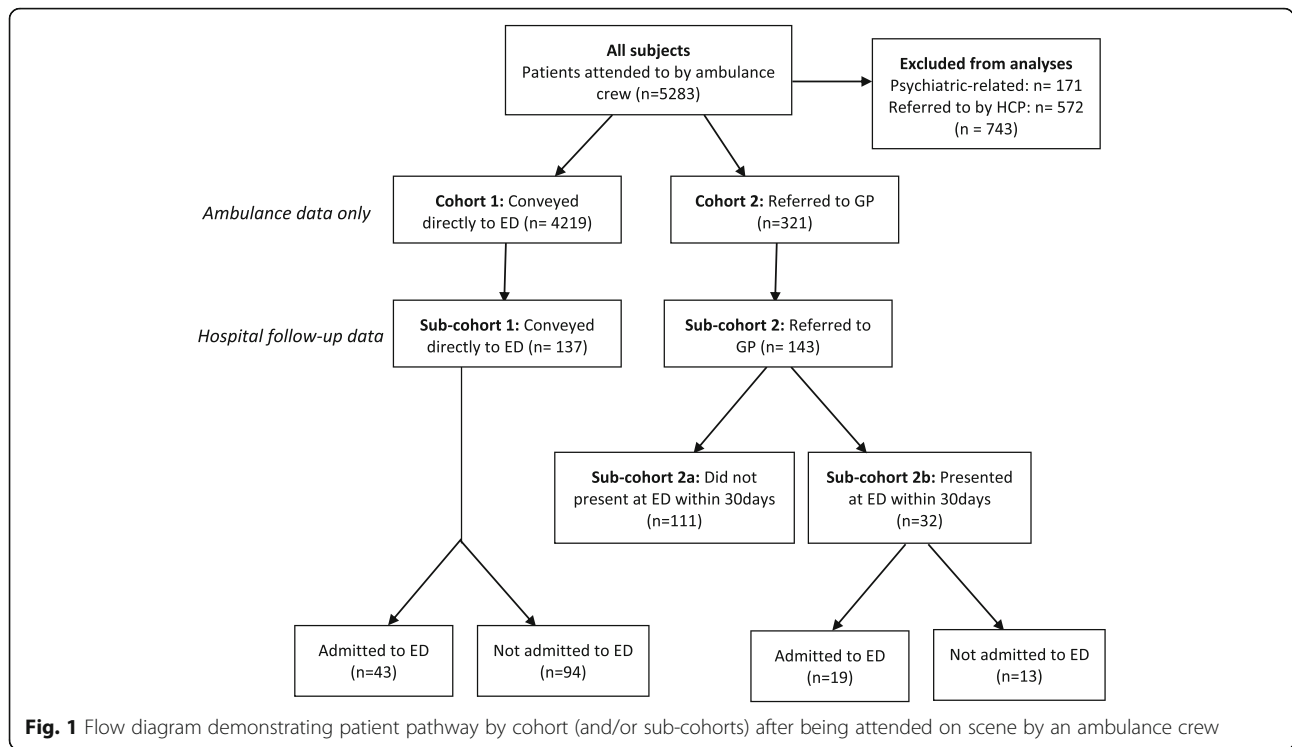 All subjects
Patients attended to by ambulance
crew (n=5283)
Excluded from analyses
Psychiatric-related: n= 171
Referred to by HCP: n= 572
(n = 743)
Ambulance data only
Cohort 1: Conveyed
directly to ED (n= 4219)
Cohort 2: Referred to GP
(n=321)
Hospital follow-up data
Sub-cohort 1: Conveyed
directly to ED (n= 137)
Sub-cohort 2: Referred to
GP (n= 143)
Sub-cohort 2a: Did not
present at ED within 30days
(n=111)
Sub-cohort 2b: Presented
at ED within 30days
(n=32)
Admitted to ED
(n=43)
Not admitted to ED
(n=94)
Admitted to ED
(n=19)
Not admitted to ED
(n=13)
Fig. 1 Flow diagram demonstrating patient pathway by cohort (and/or sub-cohorts) after being attended on scene by an ambulance crew